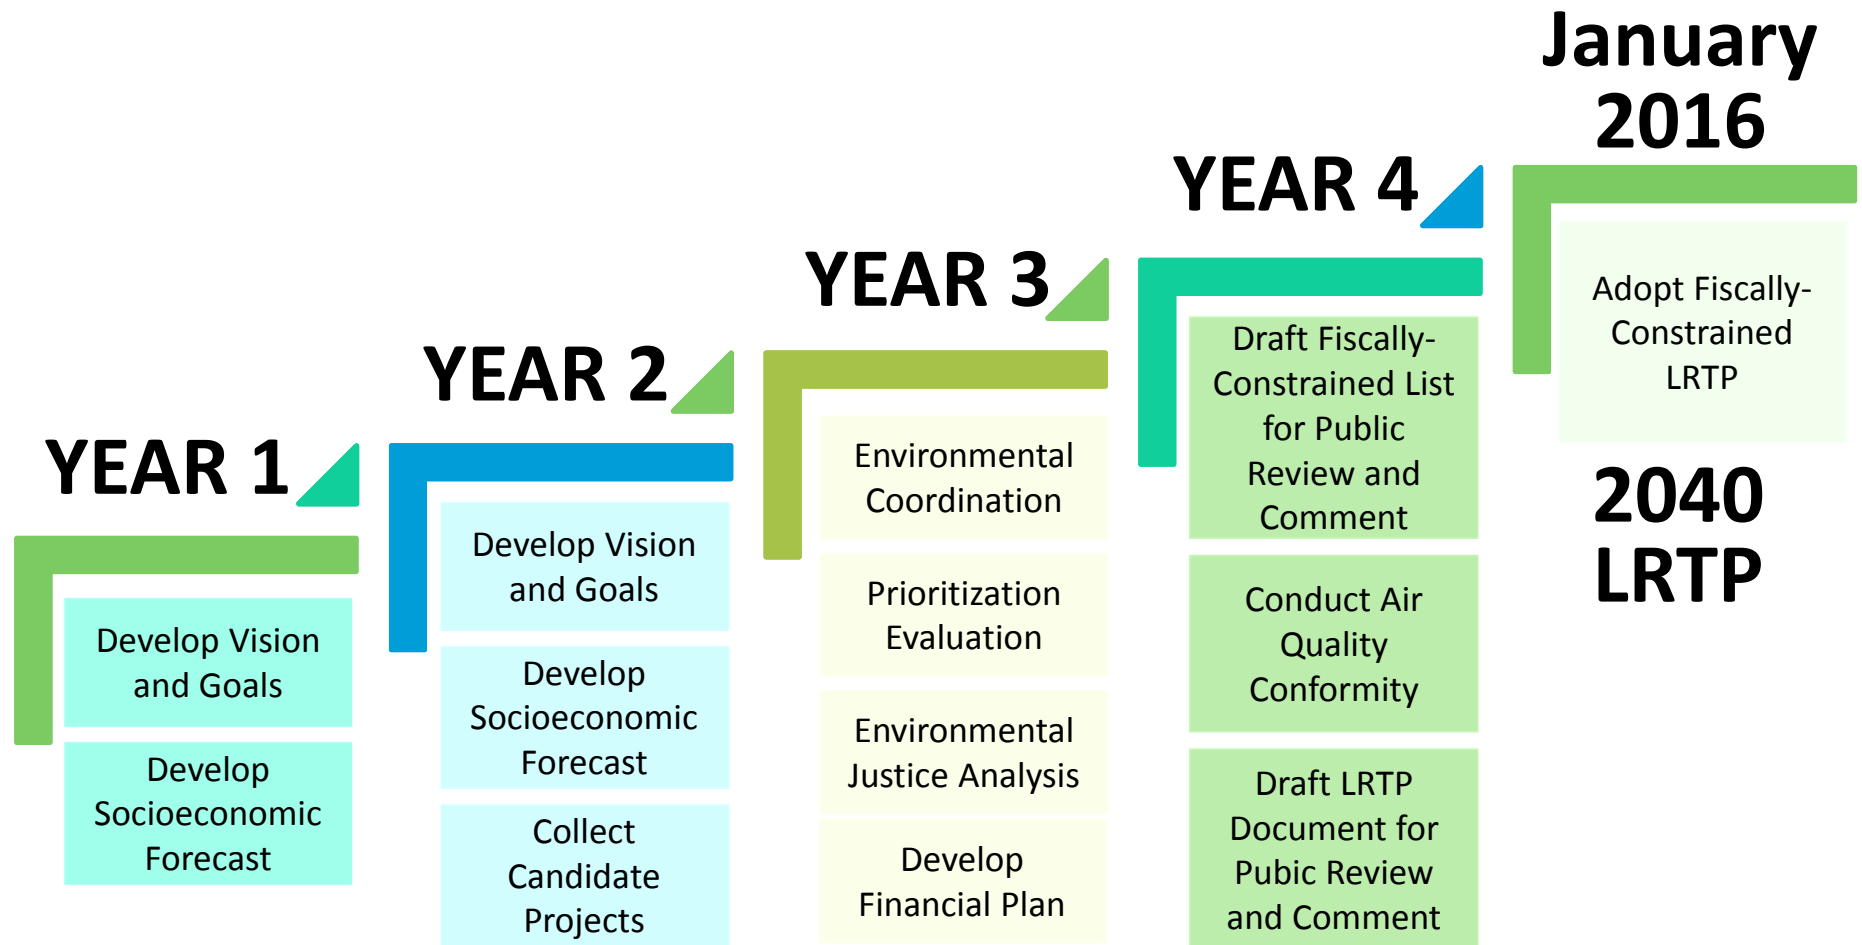 YEAR 1
Develop Vision
and Goals
Develop
Socioeconomic
Forecast
YEAR 2
Develop Vision
and Goals
Develop
Socioeconomic
Forecast
Collect
Candidate
Projects
YEAR 3
Environmental
Coordination
Prioritization
Evaluation
Environmental
Justice Analysis
Develop
Financial Plan
YEAR 4
Draft Fiscally-
Constrained List
for Public
Review and
Comment
Conduct Air
Quality
Conformity
Draft LRTP
Document for
Pubic Review
and Comment
January
2016
Adopt Fiscally-
Constrained
LRTP
2040
LRTP